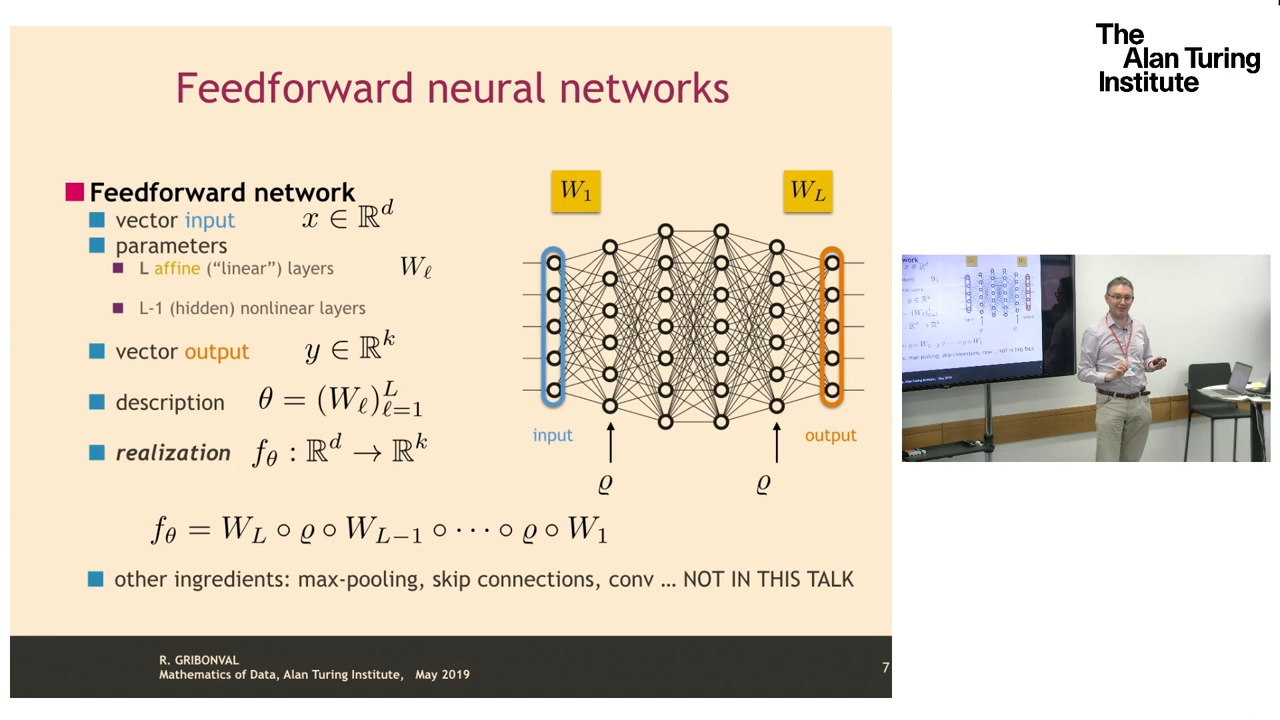 Feedforward neural networks
Feedforward network
vector input x ∈ ℝ^d
parameters
L affine (“linear”) layers W_ℓ
L-1 (hidden) nonlinear layers
vector output y ∈ ℝ^k
description θ = (W_ℓ)_{ℓ=1}^L
realization f_θ : ℝ^d → ℝ^k
W_1
W_L
input
output
ϱ
ϱ
f_θ = W_L ∘ ϱ ∘ W_{L−1} ∘ ⋯ ∘ ϱ ∘ W_1
other ingredients: max-pooling, skip connections, conv ... NOT IN THIS TALK
R. GRIBONVAL
Mathematics of Data, Alan Turing Institute, May 2019
7
The
Alan Turing
Institute